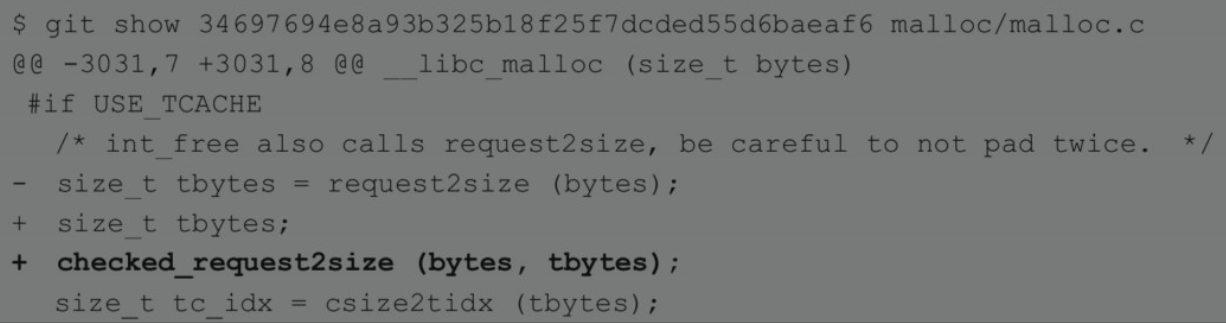 $ git show 34697694e8a93b325b18f25f7dcded55d6baeaf6 malloc/malloc.c
@@ -3031,7 +3031,8 @@ __libc_malloc (size_t bytes)
 #if USE_TCACHE
   /* int_free also calls request2size, be careful to not pad twice.  */
-  size_t tbytes = request2size (bytes);
+  size_t tbytes;
+  checked_request2size (bytes, tbytes);
   size_t tc_idx = csize2tidx (tbytes);